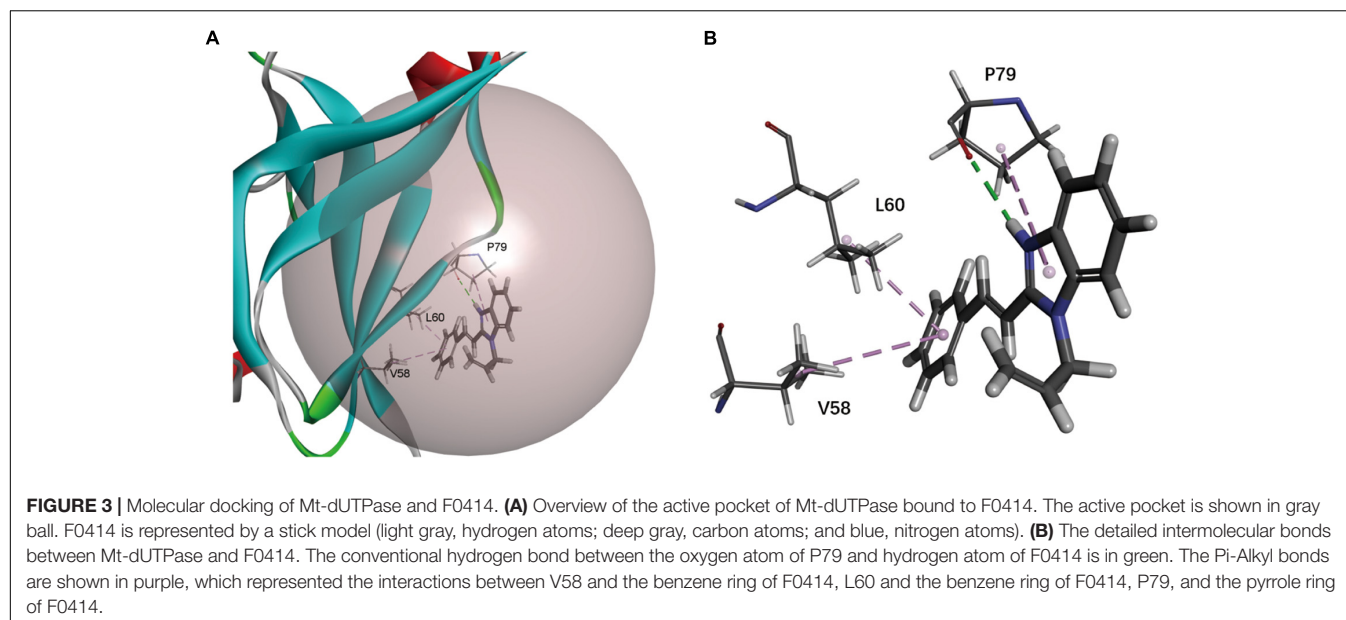 A
B
P79
L60
V58
P79
L60
V58
FIGURE 3 | Molecular docking of Mt-dUTPase and F0414. (A) Overview of the active pocket of Mt-dUTPase bound to F0414. The active pocket is shown in gray
ball. F0414 is represented by a stick model (light gray, hydrogen atoms; deep gray, carbon atoms; and blue, nitrogen atoms). (B) The detailed intermolecular bonds
between Mt-dUTPase and F0414. The conventional hydrogen bond between the oxygen atom of P79 and hydrogen atom of F0414 is in green. The Pi-Alkyl bonds
are shown in purple, which represented the interactions between V58 and the benzene ring of F0414, L60 and the benzene ring of F0414, P79, and the pyrrole ring
of F0414.